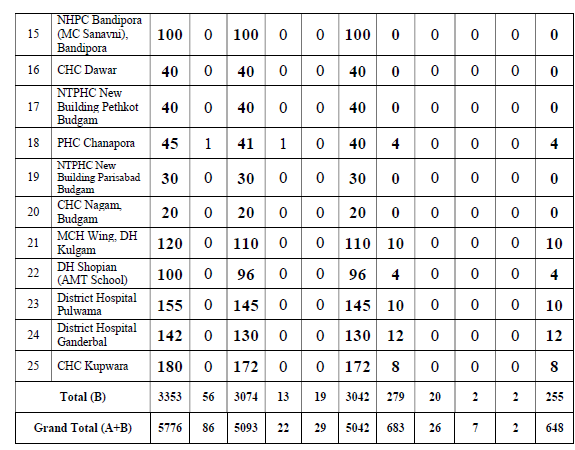 15 NHPC Bandipora (MC Sanavni), Bandipora 100 0 100 0 0 100 0 0 0 0 0
16 CHC Dawar 40 0 40 0 0 40 0 0 0 0 0
17 NTPHC New Building Pethkot Budgam 40 0 40 0 0 40 0 0 0 0 0
18 PHC Chanapora 45 1 41 1 0 40 4 0 0 0 4
19 NTPHC New Building Parisabad Budgam 30 0 30 0 0 30 0 0 0 0 0
20 CHC Nagam, Budgam 20 0 20 0 0 20 0 0 0 0 0
21 MCH Wing, DH Kulgam 120 0 110 0 0 110 10 0 0 0 10
22 DH Shopian (AMT School) 100 0 96 0 0 96 4 0 0 0 4
23 District Hospital Pulwama 155 0 145 0 0 145 10 0 0 0 10
24 District Hospital Ganderbal 142 0 130 0 0 130 12 0 0 0 12
25 CHC Kupwara 180 0 172 0 0 172 8 0 0 0 8
Total (B) 3353 56 3074 13 19 3042 279 20 2 2 255
Grand Total (A+B) 5776 86 5093 22 29 5042 683 26 7 2 648